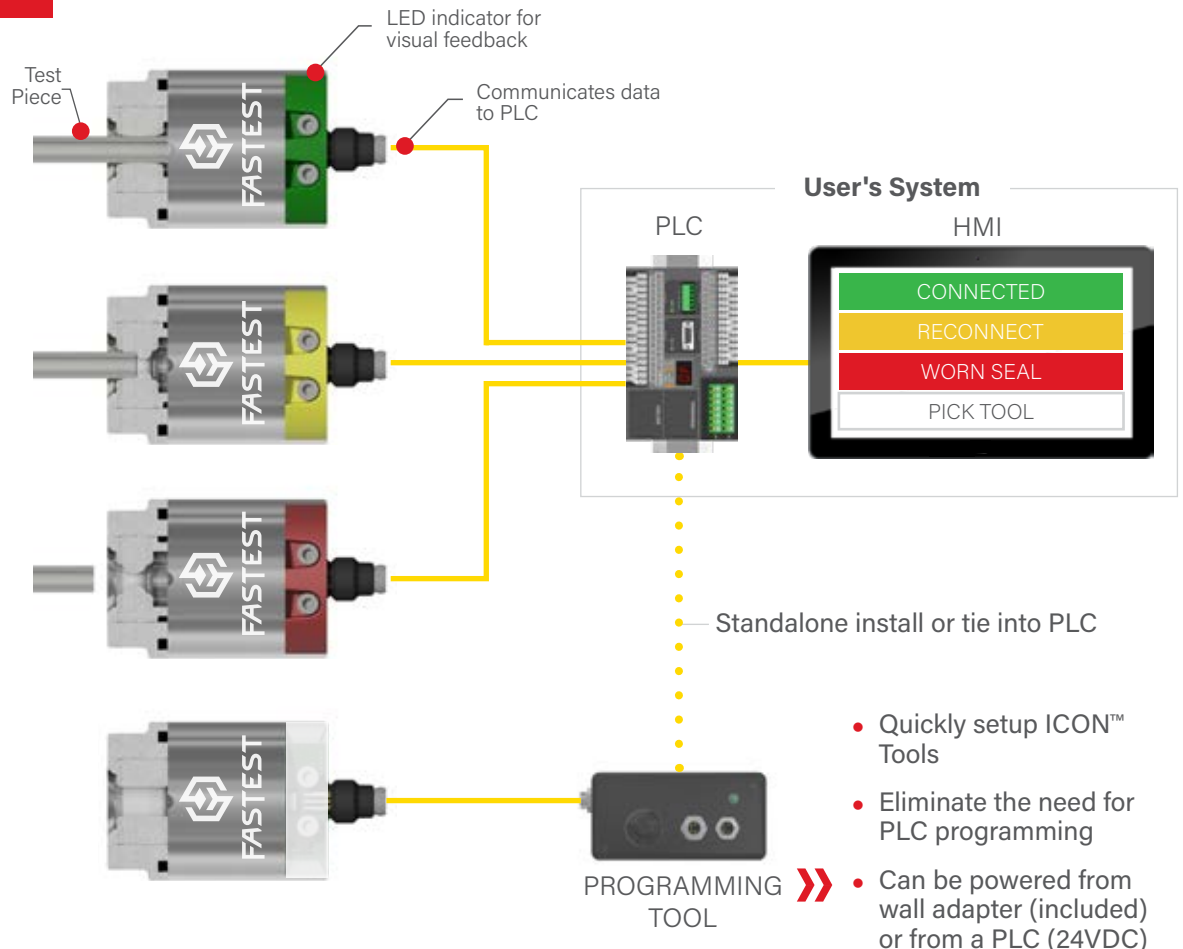 LED indicator for
visual feedback
Test
Piece
Communicates data
to PLC
FASTEST
User's System
PLC
HMI
CONNECTED
RECONNECT
WORN SEAL
PICK TOOL
FASTEST
FASTEST
Standalone install or tie into PLC
FASTEST
PROGRAMMING
TOOL
• Quickly setup ICON™
Tools
• Eliminate the need for
PLC programming
• Can be powered from
wall adapter (included)
or from a PLC (24VDC)